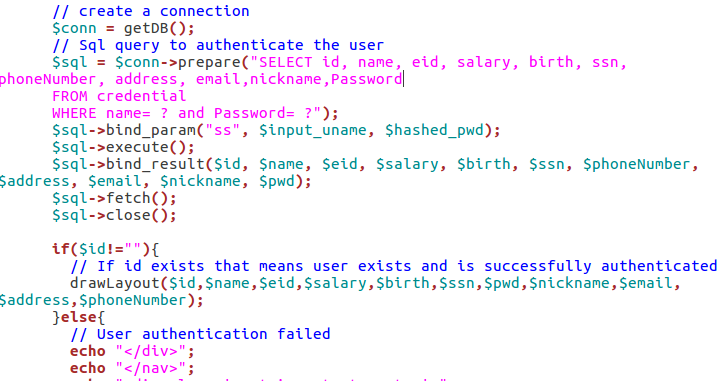 // create a connection
$conn = getDB();
// Sql query to authenticate the user
$sql = $conn->prepare("SELECT id, name, eid, salary, birth, ssn,
phoneNumber, address, email,nickname,Password
FROM credential
WHERE name= ? and Password= ?");
$sql->bind_param("ss", $input_uname, $hashed_pwd);
$sql->execute();
$sql->bind_result($id, $name, $eid, $salary, $birth, $ssn, $phoneNumber,
$address, $email, $nickname, $pwd);
$sql->fetch();
$sql->close();
if($id!=""){
// If id exists that means user exists and is successfully authenticated
drawLayout($id,$name,$eid,$salary,$birth,$ssn,$pwd,$nickname,$email,
$address,$phoneNumber);
}else{
// User authentication failed
echo "</div>";
echo "</nav>";